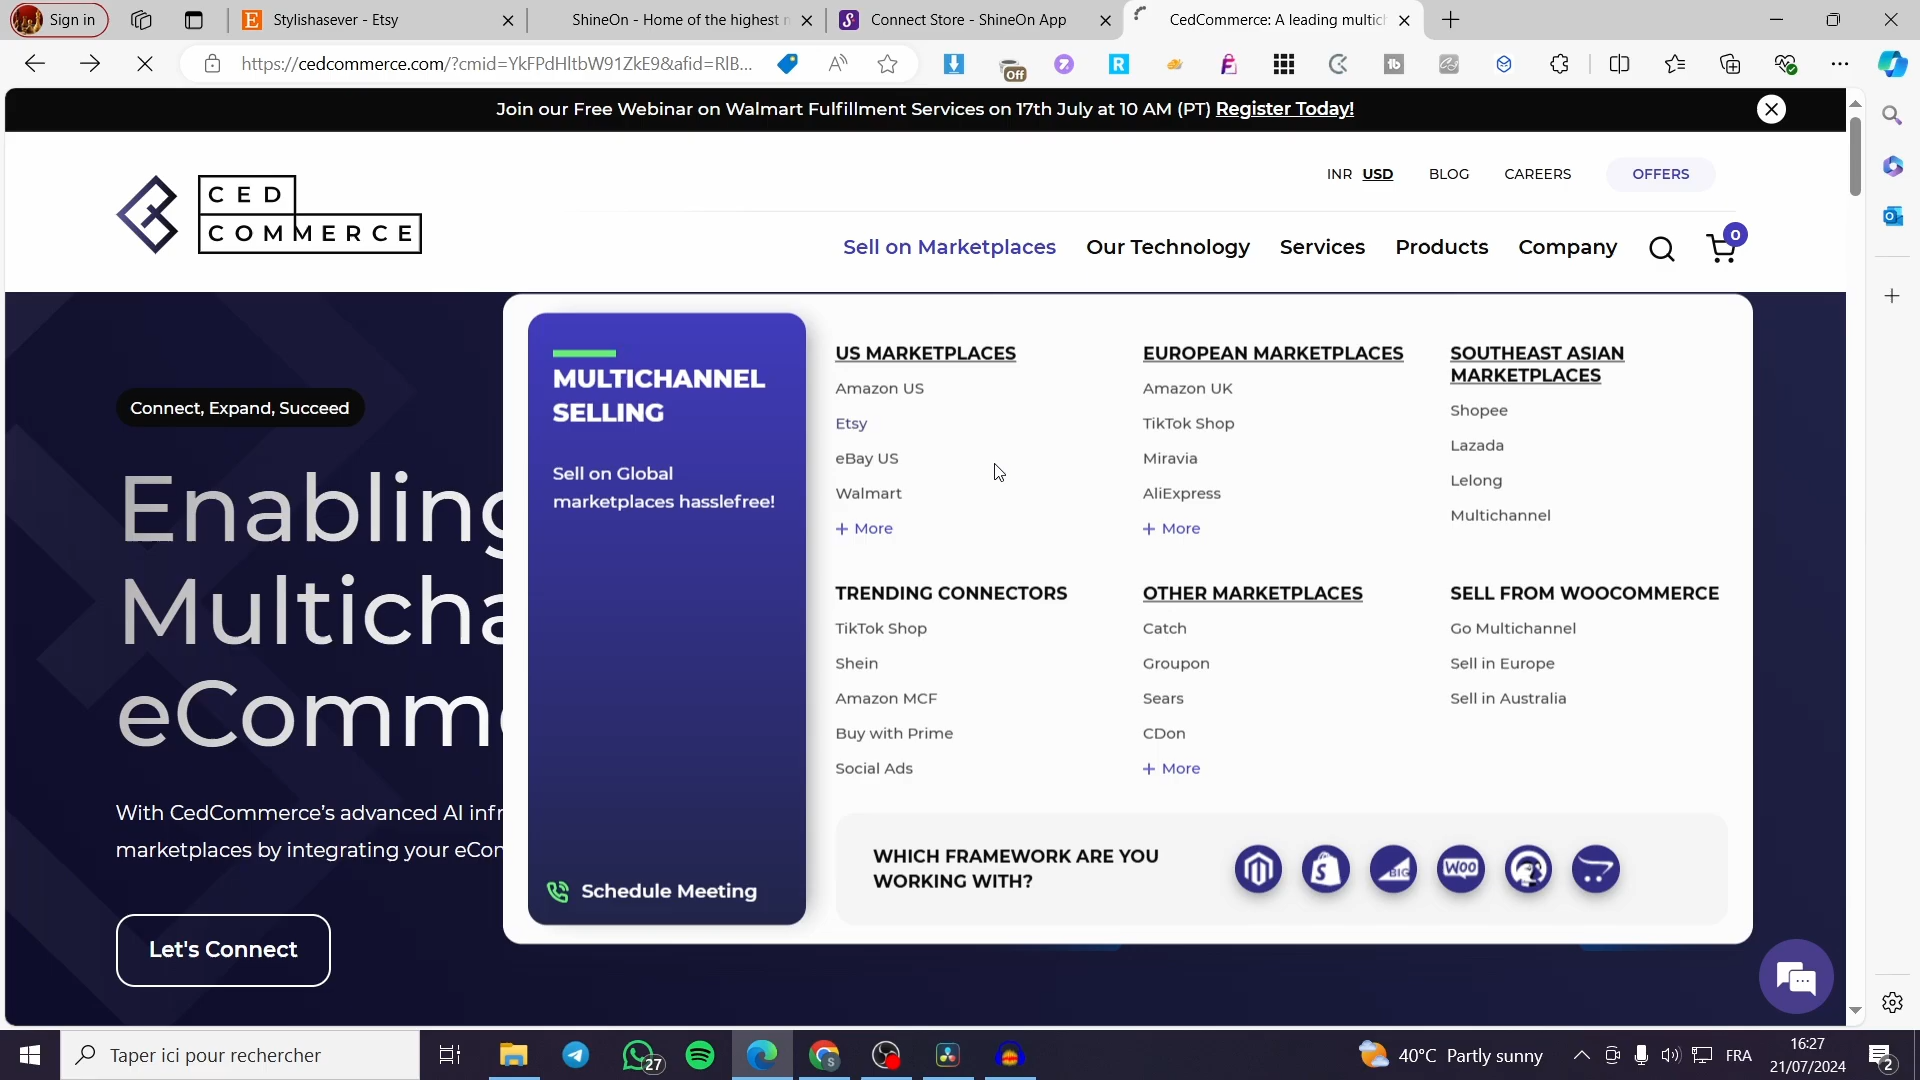 Sign in
Stylishasever - Etsy
ShineOn - Home of the highest
Connect Store - ShineOn App
CedCommerce: A leading multich
https://cedcommerce.com/?cmid=YkFPdHltbW91ZkE9&afid=RlB...
Off
Join our Free Webinar on Walmart Fulfillment Services on 17th July at 10 AM (PT) Register Today!
INR USD BLOG CAREERS OFFERS
CED
COMMERCE
Sell on Marketplaces Our Technology Services Products Company
0
Connect, Expand, Succeed
Enabling
Multicha
eComm
With CedCommerce's advanced AI infr
marketplaces by integrating your eCom
Let's Connect
MULTICHANNEL
SELLING
Sell on Global
marketplaces hasslefree!
Schedule Meeting
US MARKETPLACES
Amazon US
Etsy
eBay US
Walmart
+ More
EUROPEAN MARKETPLACES
Amazon UK
TikTok Shop
Miravia
AliExpress
+ More
SOUTHEAST ASIAN
MARKETPLACES
Shopee
Lazada
Lelong
Multichannel
TRENDING CONNECTORS
TikTok Shop
Shein
Amazon MCF
Buy with Prime
Social Ads
OTHER MARKETPLACES
Catch
Groupon
Sears
CDon
+ More
SELL FROM WOOCOMMERCE
Go Multichannel
Sell in Europe
Sell in Australia
WHICH FRAMEWORK ARE YOU
WORKING WITH?
BIG
WOO
Taper ici pour rechercher
27
40°C Partly sunny
FRA
16:27
21/07/2024
2